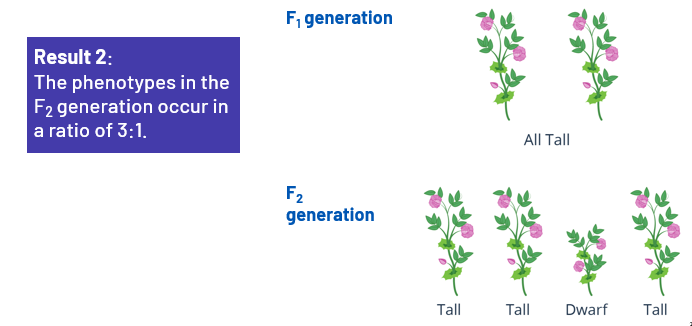 Result 2:
The phenotypes in the
F₂ generation occur in
a ratio of 3:1.
F₁ generation
All Tall
F₂
generation
Tall Tall Dwarf Tall